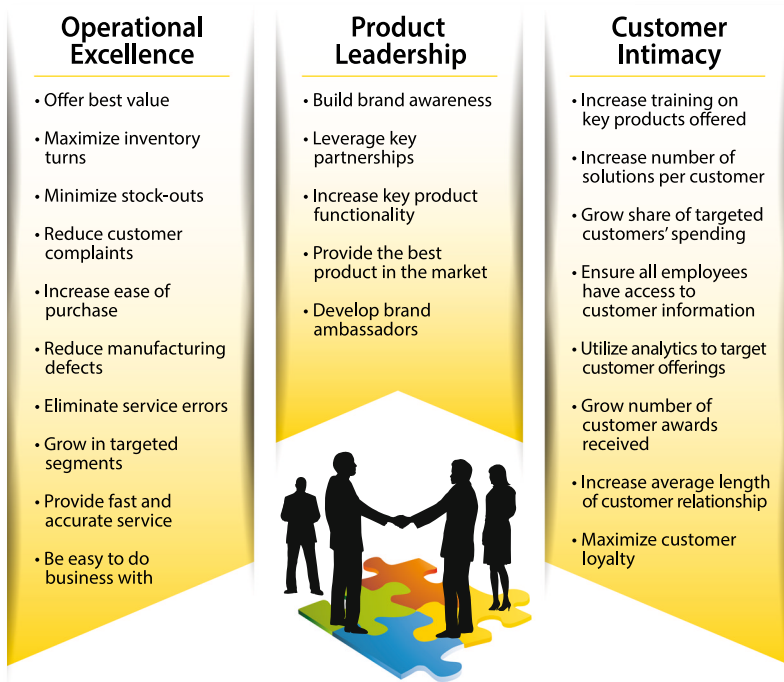 Operational
Excellence
• Offer best value
• Maximize inventory
turns
• Minimize stock-outs
• Reduce customer
complaints
• Increase ease of
purchase
• Reduce manufacturing
defects
• Eliminate service errors
• Grow in targeted
segments
• Provide fast and
accurate service
• Be easy to do
business with
Product
Leadership
• Build brand awareness
• Leverage key
partnerships
• Increase key product
functionality
• Provide the best
product in the market
• Develop brand
ambassadors
Customer
Intimacy
• Increase training on
key products offered
• Increase number of
solutions per customer
• Grow share of targeted
customers' spending
• Ensure all employees
have access to
customer information
• Utilize analytics to target
customer offerings
• Grow number of
customer awards
received
• Increase average length
of customer relationship
• Maximize customer
loyalty